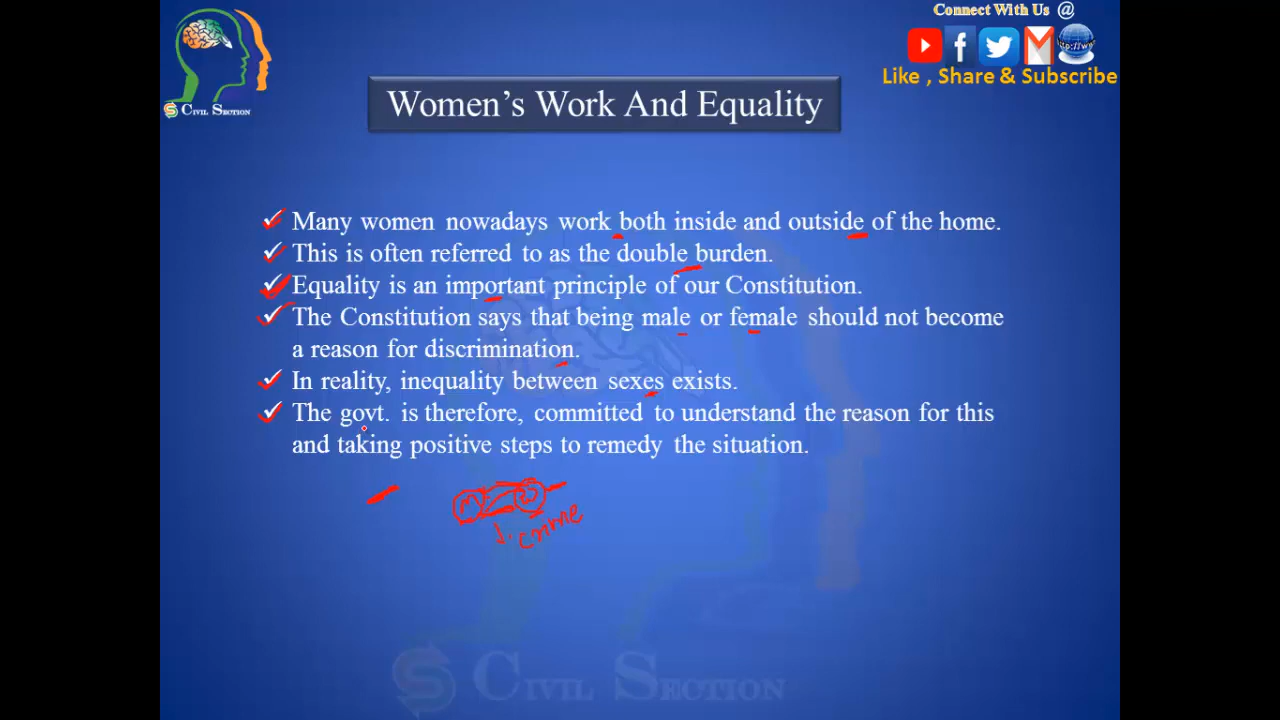 Connect With Us @
http://www
Like , Share & Subscribe
CIVIL SECTION
Women's Work And Equality
Many women nowadays work both inside and outside of the home.
This is often referred to as the double burden.
Equality is an important principle of our Constitution.
The Constitution says that being male or female should not become
a reason for discrimination.
In reality, inequality between sexes exists.
The govt. is therefore, committed to understand the reason for this
and taking positive steps to remedy the situation.
crime
CIVIL SECTION